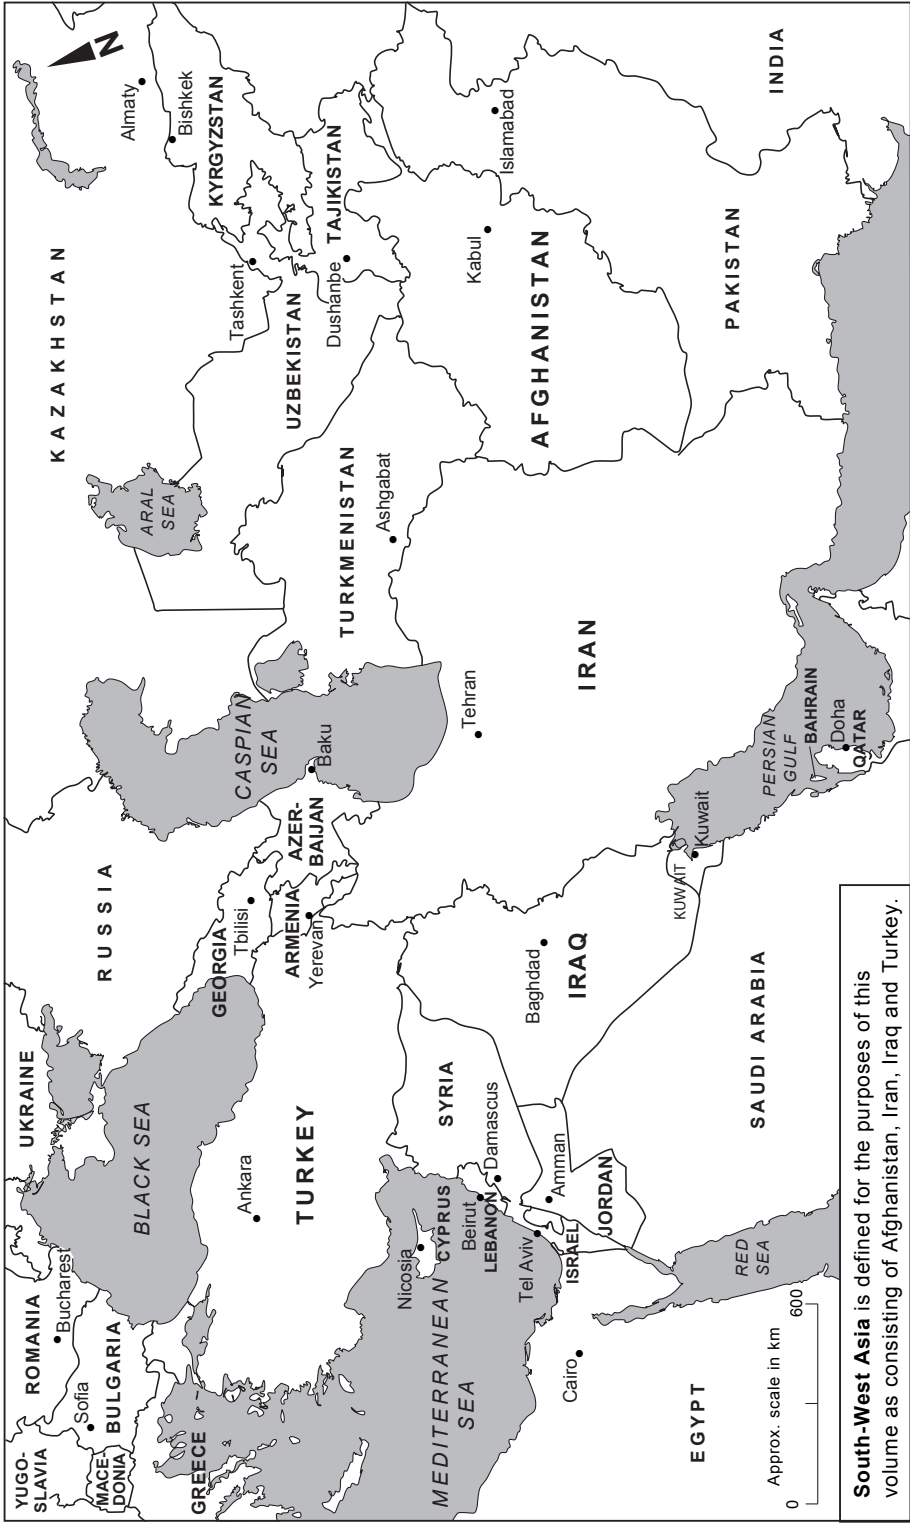 YUGO-
SLAVIA
MACE-
DONIA
Sofia
BULGARIA
ROMANIA
Bucharest
GREECE
UKRAINE
RUSSIA
KAZAKHSTAN
N
BLACK SEA
GEORGIA
Tbilisi
ARMENIA
Yerevan
AZER-
BAIJAN
Baku
CASPIAN
SEA
ARAL
SEA
Almaty
Bishkek
KYRGYZSTAN
Tashkent
UZBEKISTAN
Dushanbe
TAJIKISTAN
TURKMENISTAN
Ashgabat
Ankara
TURKEY
Nicosia
CYPRUS
MEDITERRANEAN
SEA
SYRIA
Damascus
Beirut
LEBANON
Tel Aviv
ISRAEL
Amman
JORDAN
Baghdad
IRAQ
Tehran
IRAN
AFGHANISTAN
Kabul
Islamabad
PAKISTAN
INDIA
KUWAIT
Kuwait
PERSIAN
GULF
BAHRAIN
Doha
QATAR
SAUDI ARABIA
RED
SEA
Cairo
EGYPT
Approx. scale in km
0
600
South-West Asia is defined for the purposes of this
volume as consisting of Afghanistan, Iran, Iraq and Turkey.